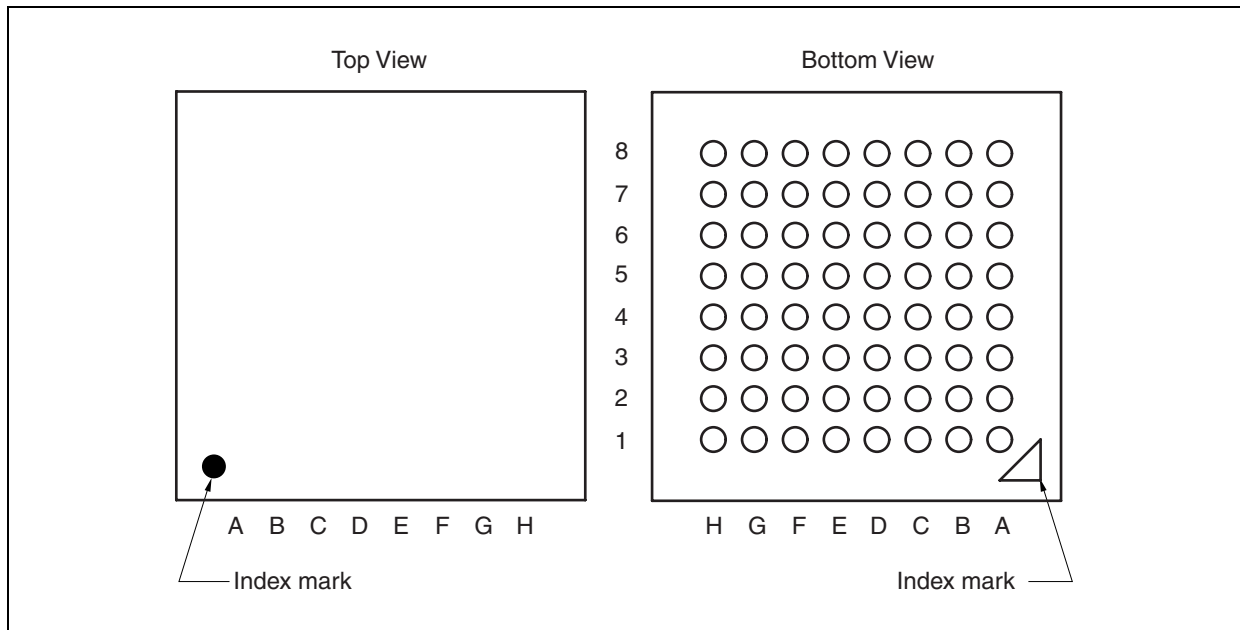 Top View
Bottom View
8
7
6
5
4
3
2
1
A B C D E F G H
H G F E D C B A
Index mark
Index mark